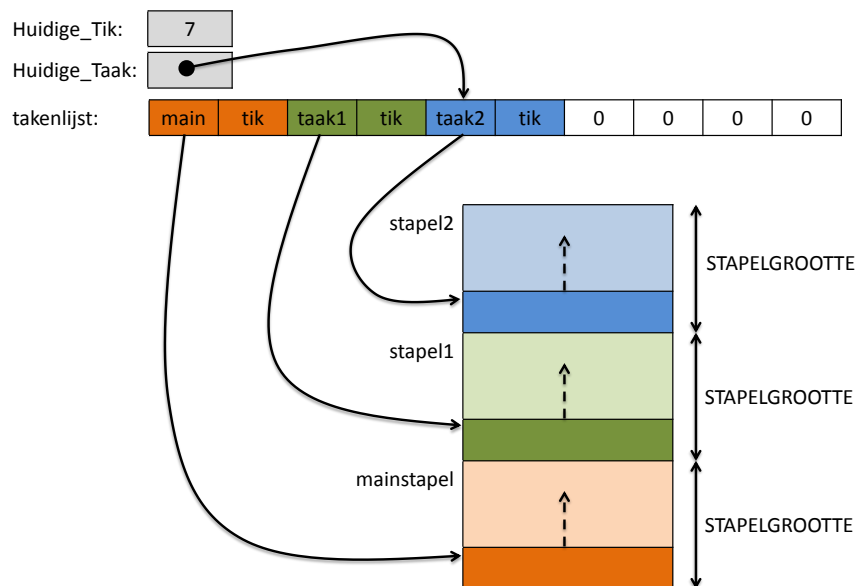 Huidige_Tik: 7
Huidige_Taak:
takenlijst: main tik taak1 tik taak2 tik 0 0 0 0
stapel2
STAPELGROOTTE
stapel1
STAPELGROOTTE
mainstapel
STAPELGROOTTE